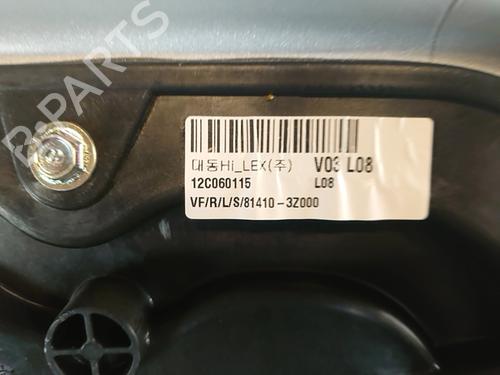 B-PARTS
대동Hi_LEX(주) V03 L08
12C060115 L08
VF/R/L/S/81410-3Z000